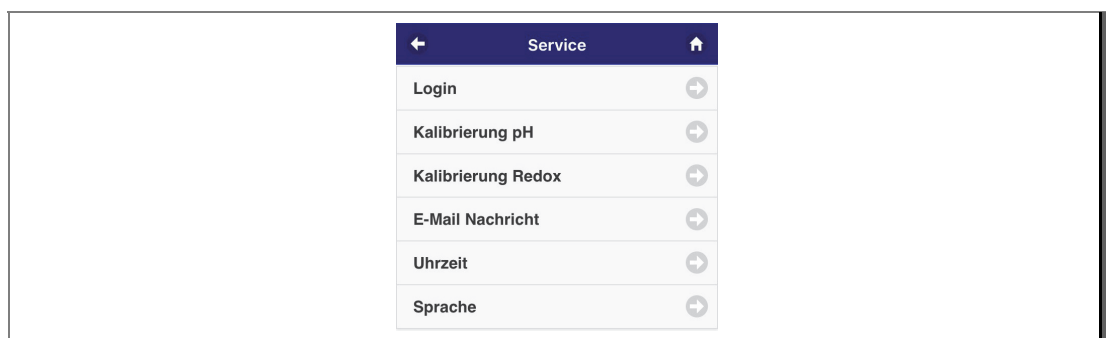 Service
Login
Kalibrierung pH
Kalibrierung Redox
E-Mail Nachricht
Uhrzeit
Sprache